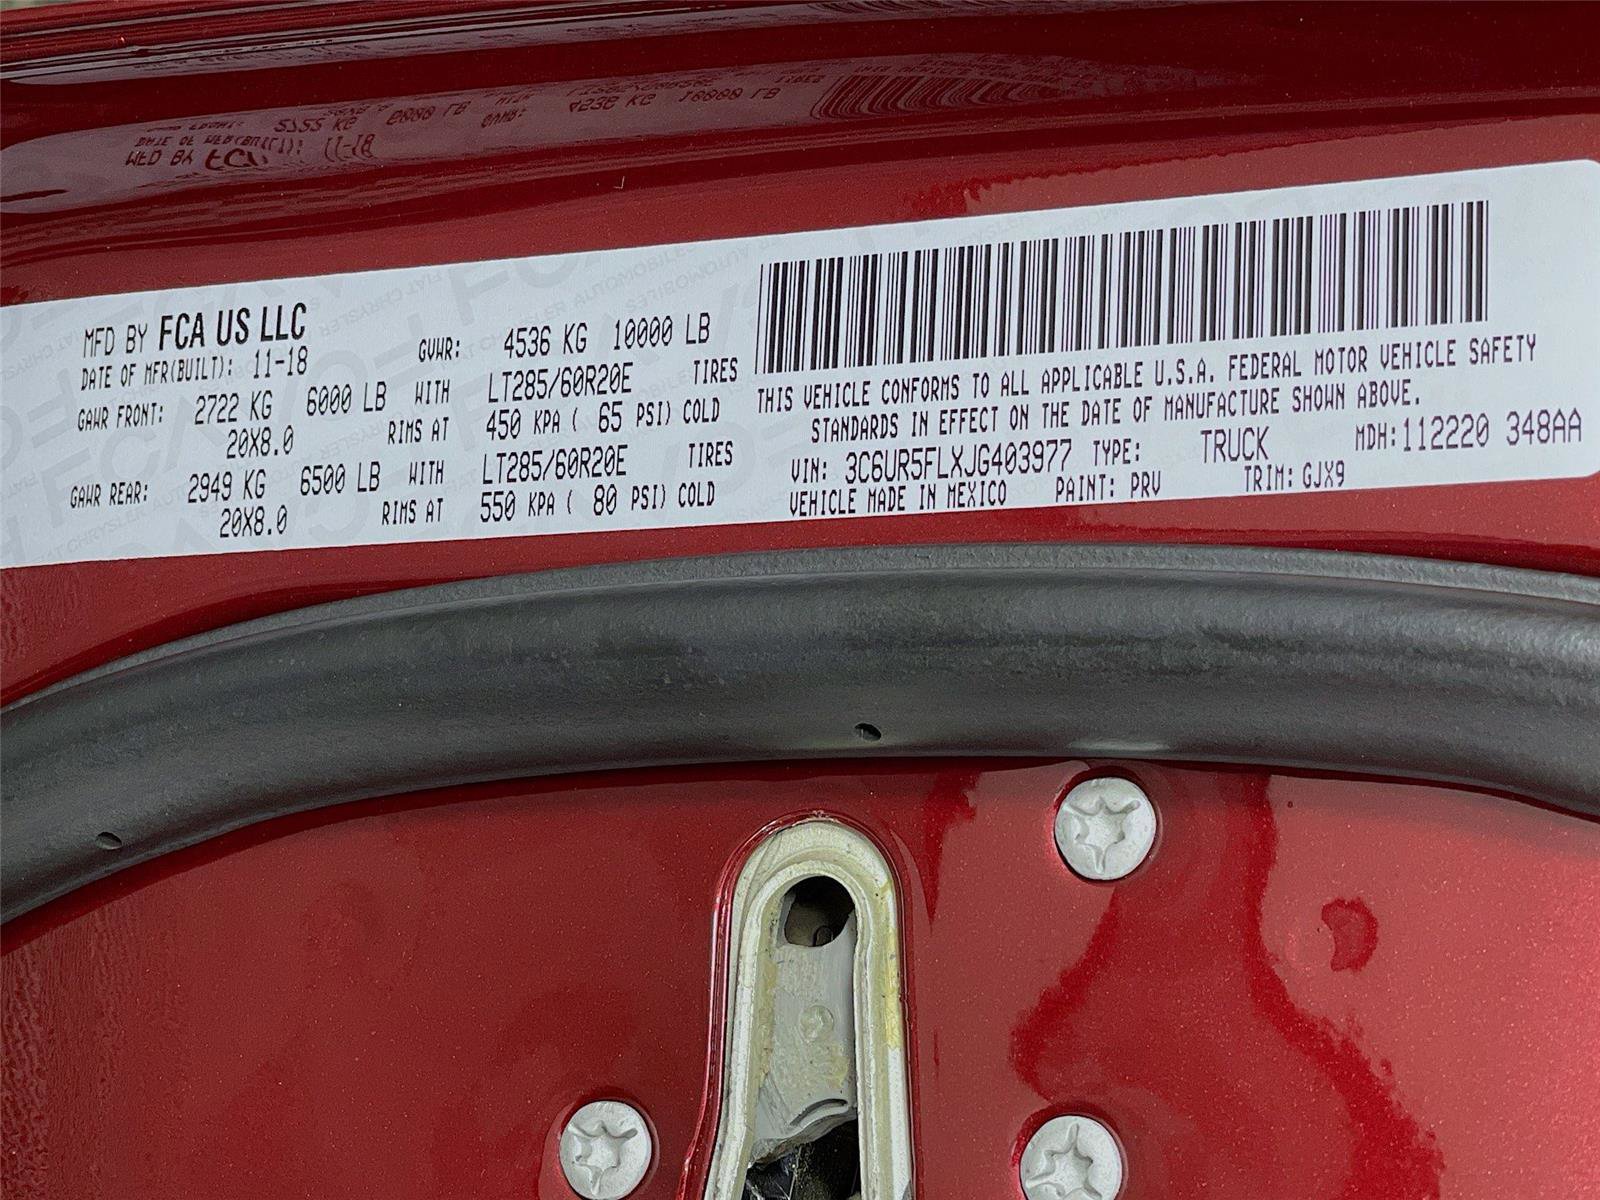 MFD BY FCA US LLC
DATE OF MFR(BUILT): 11-18
GVWR: 4536 KG 10000 LB
GAWR FRONT: 2722 KG 6000 LB WITH LT285/60R20E TIRES
20X8.0 RIMS AT 450 KPA ( 65 PSI) COLD
GAWR REAR: 2949 KG 6500 LB WITH LT285/60R20E TIRES
20X8.0 RIMS AT 550 KPA ( 80 PSI) COLD
THIS VEHICLE CONFORMS TO ALL APPLICABLE U.S.A. FEDERAL MOTOR VEHICLE SAFETY
STANDARDS IN EFFECT ON THE DATE OF MANUFACTURE SHOWN ABOVE.
VIN: 3C6UR5FLXJG403977 TYPE: TRUCK MDH:112220 348AA
VEHICLE MADE IN MEXICO PAINT: PRV TRIM: GJX9